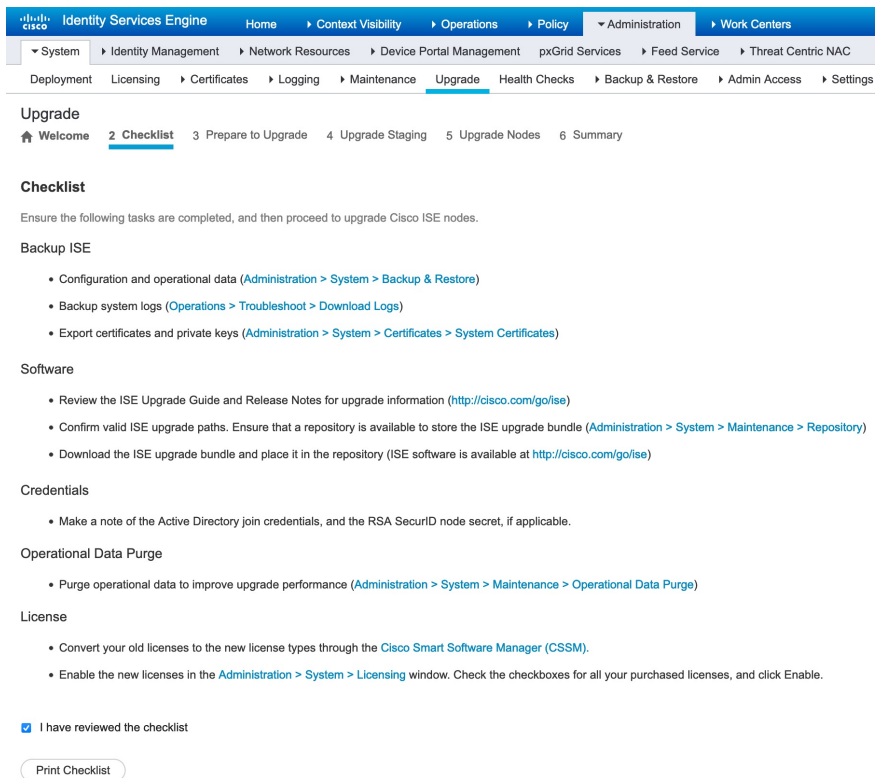 cisco Identity Services Engine Home Context Visibility Operations Policy Administration Work Centers
System Identity Management Network Resources Device Portal Management pxGrid Services Feed Service Threat Centric NAC
Deployment Licensing Certificates Logging Maintenance Upgrade Health Checks Backup & Restore Admin Access Settings
Upgrade
Welcome 2 Checklist 3 Prepare to Upgrade 4 Upgrade Staging 5 Upgrade Nodes 6 Summary
Checklist
Ensure the following tasks are completed, and then proceed to upgrade Cisco ISE nodes.
Backup ISE
• Configuration and operational data (Administration > System > Backup & Restore)
• Backup system logs (Operations > Troubleshoot > Download Logs)
• Export certificates and private keys (Administration > System > Certificates > System Certificates)
Software
• Review the ISE Upgrade Guide and Release Notes for upgrade information (http://cisco.com/go/ise)
• Confirm valid ISE upgrade paths. Ensure that a repository is available to store the ISE upgrade bundle (Administration > System > Maintenance > Repository)
• Download the ISE upgrade bundle and place it in the repository (ISE software is available at http://cisco.com/go/ise)
Credentials
• Make a note of the Active Directory join credentials, and the RSA SecurID node secret, if applicable.
Operational Data Purge
• Purge operational data to improve upgrade performance (Administration > System > Maintenance > Operational Data Purge)
License
• Convert your old licenses to the new license types through the Cisco Smart Software Manager (CSSM).
• Enable the new licenses in the Administration > System > Licensing window. Check the checkboxes for all your purchased licenses, and click Enable.
I have reviewed the checklist
Print Checklist